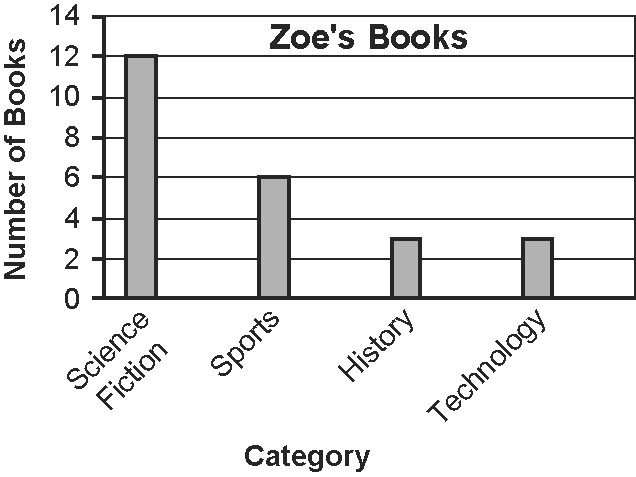 Zoe's Books
Number of Books
14
12
10
8
6
4
2
0
Science
Fiction
Sports
History
Technology
Category